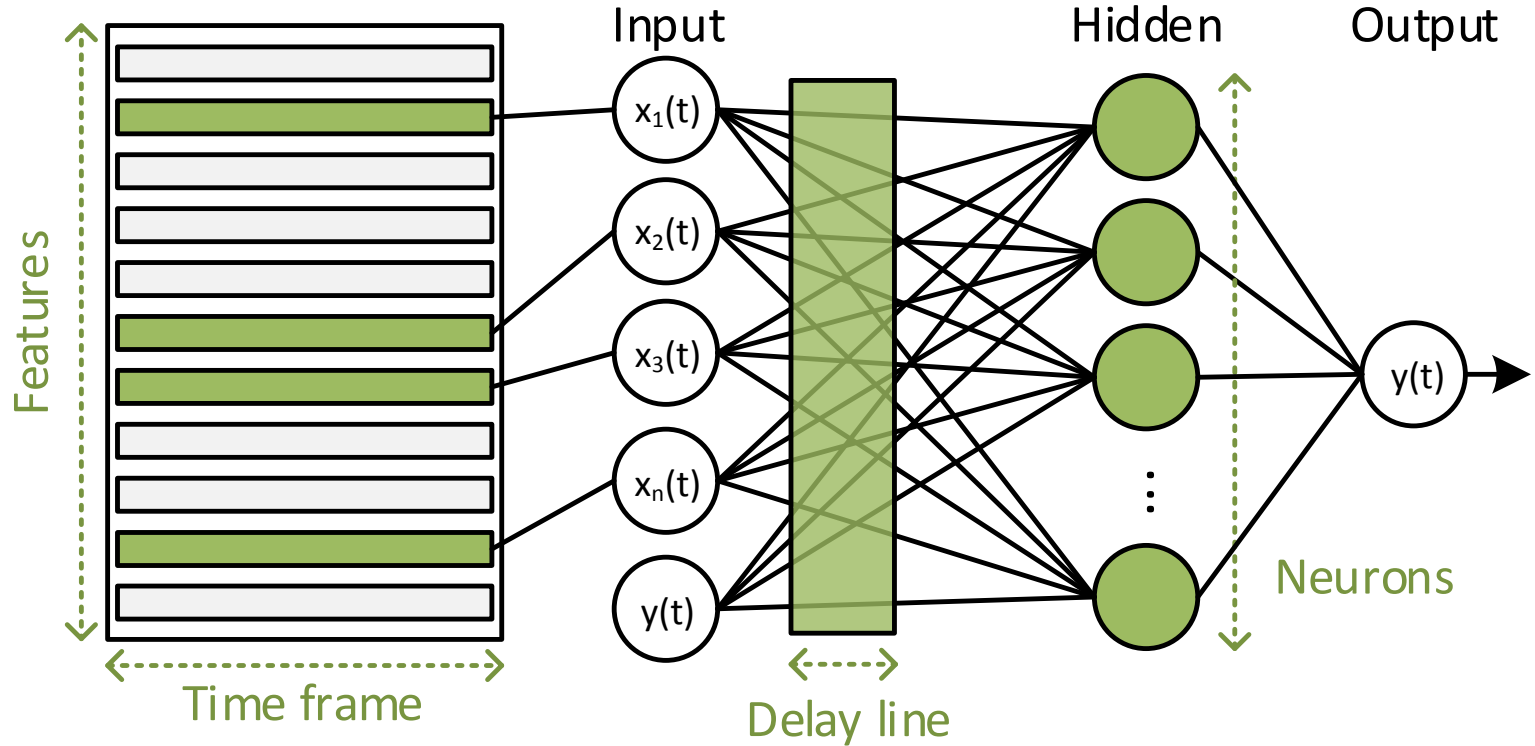 Input
Hidden
Output
Features
x₁(t)
x₂(t)
x₃(t)
xₙ(t)
y(t)
y(t)
⋮
Neurons
Time frame
Delay line